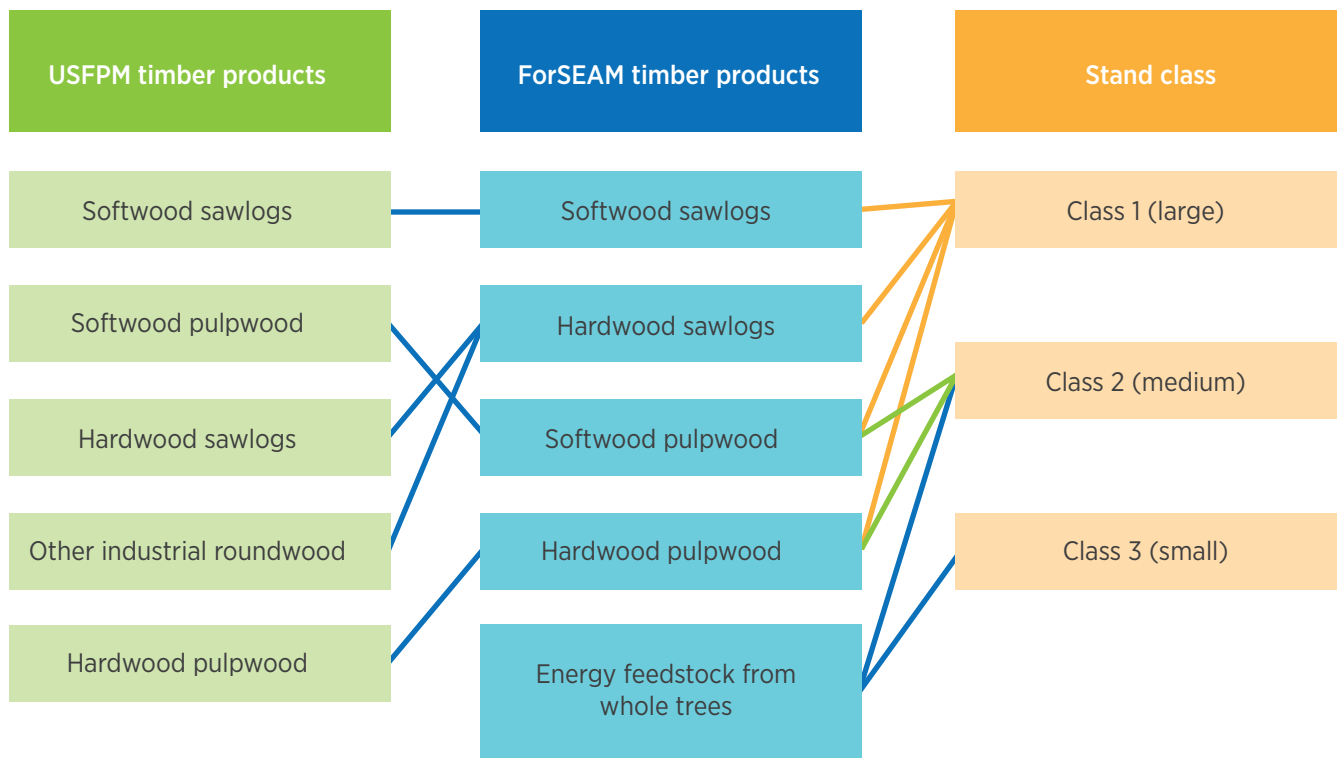 USFPM timber products
ForSEAM timber products
Stand class
Softwood sawlogs
Softwood pulpwood
Hardwood sawlogs
Other industrial roundwood
Hardwood pulpwood
Softwood sawlogs
Hardwood sawlogs
Softwood pulpwood
Hardwood pulpwood
Energy feedstock from
whole trees
Class 1 (large)
Class 2 (medium)
Class 3 (small)